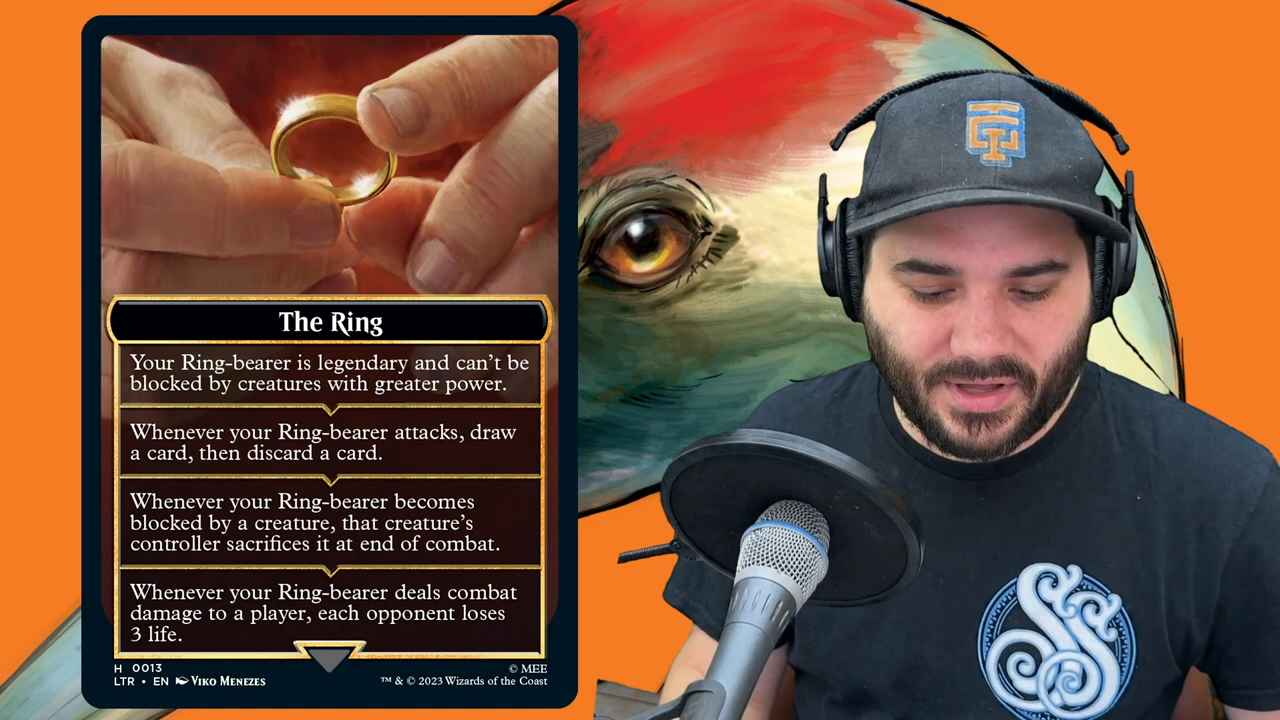 The Ring
Your Ring-bearer is legendary and can't be
blocked by creatures with greater power.
Whenever your Ring-bearer attacks, draw
a card, then discard a card.
Whenever your Ring-bearer becomes
blocked by a creature, that creature's
controller sacrifices it at end of combat.
Whenever your Ring-bearer deals combat
damage to a player, each opponent loses
3 life.
H 0013
LTR • EN VIKO MENEZES
© MEE
™ & © 2023 Wizards of the Coast